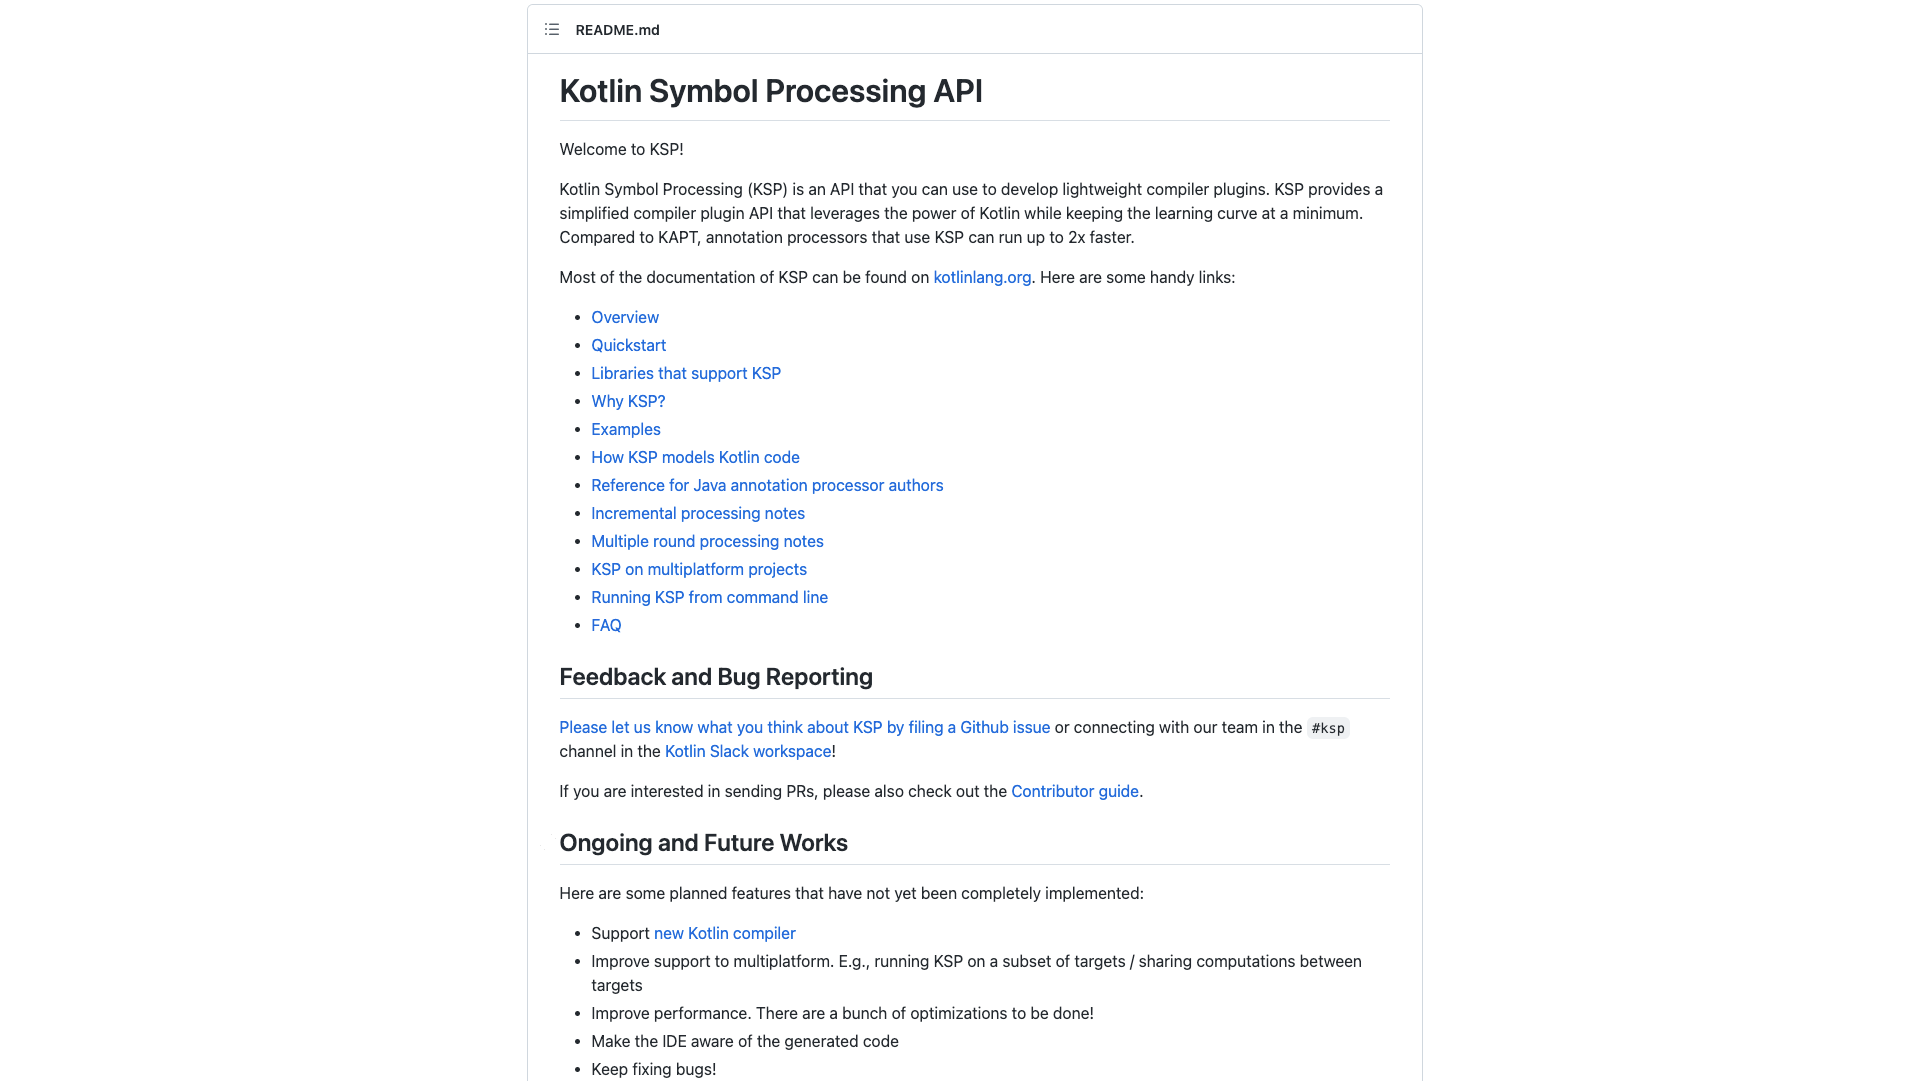 README.md
Kotlin Symbol Processing API
Welcome to KSP!
Kotlin Symbol Processing (KSP) is an API that you can use to develop lightweight compiler plugins. KSP provides a
simplified compiler plugin API that leverages the power of Kotlin while keeping the learning curve at a minimum.
Compared to KAPT, annotation processors that use KSP can run up to 2x faster.
Most of the documentation of KSP can be found on kotlinlang.org. Here are some handy links:
• Overview
• Quickstart
• Libraries that support KSP
• Why KSP?
• Examples
• How KSP models Kotlin code
• Reference for Java annotation processor authors
• Incremental processing notes
• Multiple round processing notes
• KSP on multiplatform projects
• Running KSP from command line
• FAQ
Feedback and Bug Reporting
Please let us know what you think about KSP by filing a Github issue or connecting with our team in the #ksp
channel in the Kotlin Slack workspace!
If you are interested in sending PRs, please also check out the Contributor guide.
Ongoing and Future Works
Here are some planned features that have not yet been completely implemented:
• Support new Kotlin compiler
• Improve support to multiplatform. E.g., running KSP on a subset of targets / sharing computations between
targets
• Improve performance. There are a bunch of optimizations to be done!
• Make the IDE aware of the generated code
• Keep fixing bugs!